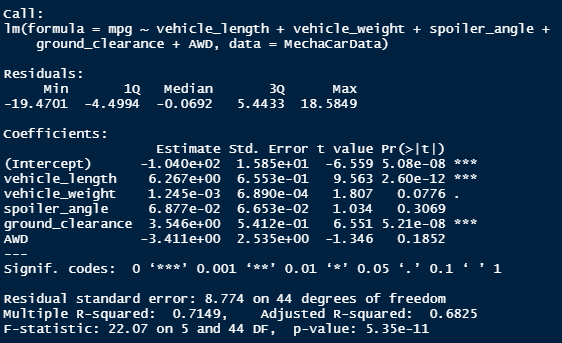 Call:
lm(formula = mpg ~ vehicle_length + vehicle_weight + spoiler_angle +
    ground_clearance + AWD, data = MechaCarData)

Residuals:
     Min       1Q   Median       3Q      Max
-19.4701  -4.4994  -0.0692   5.4433  18.5849

Coefficients:
                   Estimate Std. Error t value Pr(>|t|)
(Intercept)      -1.040e+02  1.585e+01  -6.559 5.08e-08 ***
vehicle_length    6.267e+00  6.553e-01   9.563 2.60e-12 ***
vehicle_weight    1.245e-03  6.890e-04   1.807   0.0776 .
spoiler_angle     6.877e-02  6.653e-02   1.034   0.3069
ground_clearance  3.546e+00  5.412e-01   6.551 5.21e-08 ***
AWD              -3.411e+00  2.535e+00  -1.346   0.1852
---
Signif. codes:  0 ‘***’ 0.001 ‘**’ 0.01 ‘*’ 0.05 ‘.’ 0.1 ‘ ’ 1

Residual standard error: 8.774 on 44 degrees of freedom
Multiple R-squared:  0.7149,    Adjusted R-squared:  0.6825
F-statistic: 22.07 on 5 and 44 DF,  p-value: 5.35e-11